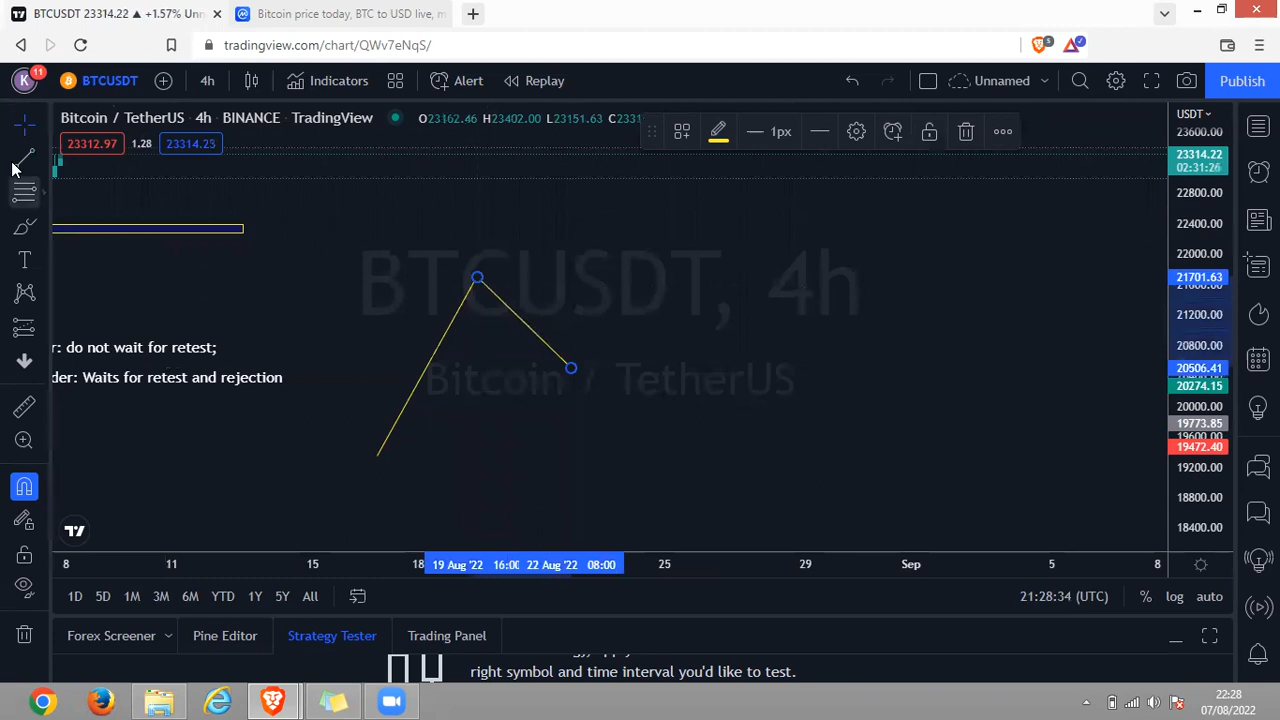 BTCUSDT 23314.22 ▲ +1.57% Unn
Bitcoin price today, BTC to USD live, m
tradingview.com/chart/QWv7eNqS/
5
K
11
BTCUSDT
4h
Indicators
Alert
Replay
Unnamed
Publish
Bitcoin / TetherUS 4h BINANCE TradingView
O23162.46 H23402.00 L23151.63 C2331
1px
USDT
23312.97 1.28 23314.25
23600.00
23314.22
02:31:26
22800.00
22400.00
22000.00
21701.63
21600.00
21200.00
20800.00
20506.41
20274.15
20000.00
19773.85
19600.00
19472.40
19200.00
18800.00
18400.00
BTCUSDT, 4h
Bitcoin / TetherUS
r: do not wait for retest;
der: Waits for retest and rejection
8 11 15 18 19 Aug '22 16:00 22 Aug '22 08:00 25 29 Sep 5 8
1D 5D 1M 3M 6M YTD 1Y 5Y All
21:28:34 (UTC) % log auto
Forex Screener Pine Editor Strategy Tester Trading Panel
right symbol and time interval you'd like to test.
22:28
07/08/2022